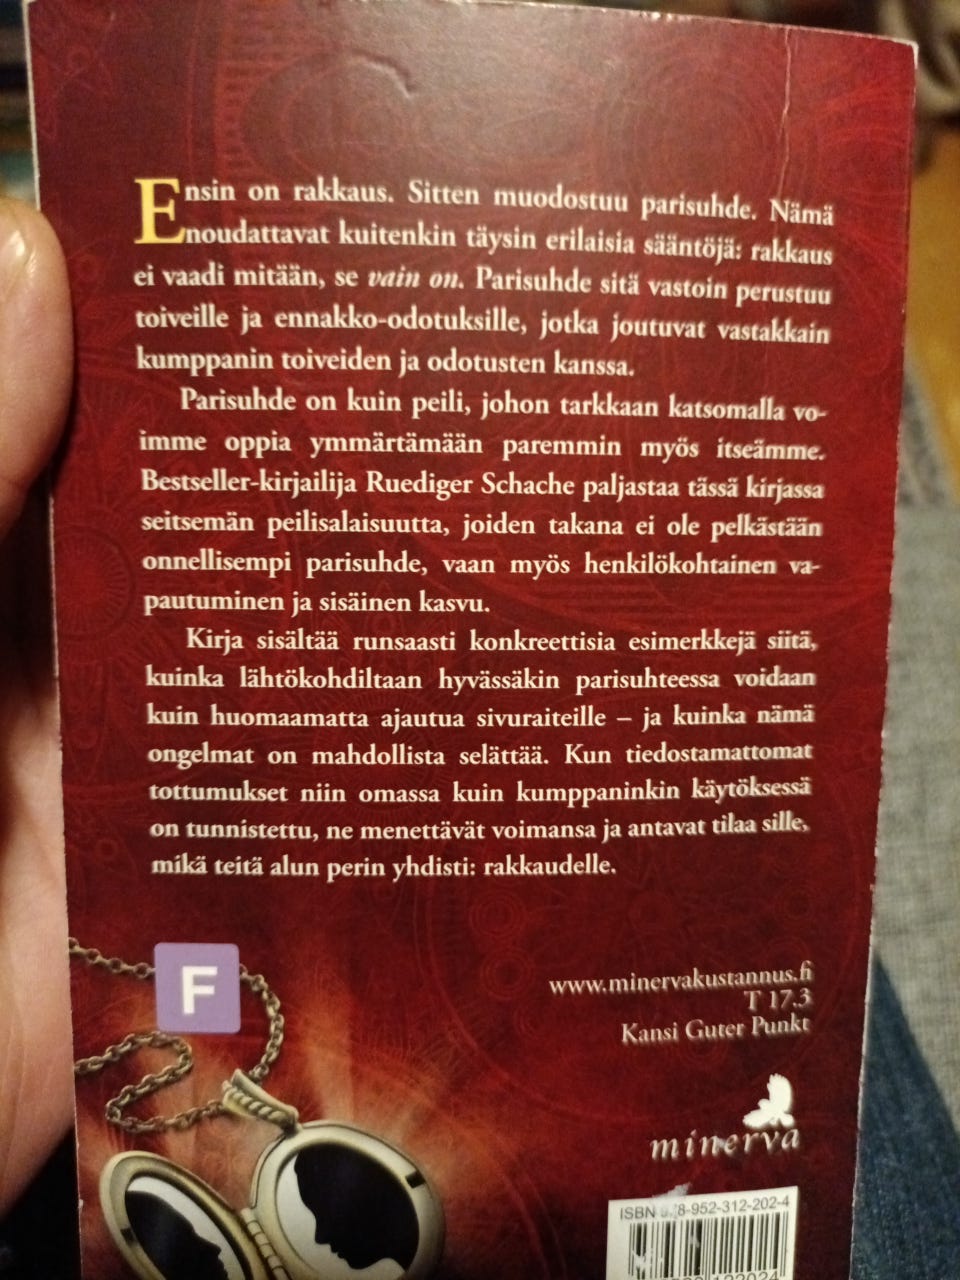 Ensin on rakkaus. Sitten muodostuu parisuhde. Nämä
noudattavat kuitenkin täysin erilaisia sääntöjä: rakkaus
ei vaadi mitään, se vain on. Parisuhde sitä vastoin perustuu
toiveille ja ennakko-odotuksille, jotka joutuvat vastakkain
kumppanin toiveiden ja odotusten kanssa.
Parisuhde on kuin peili, johon tarkkaan katsomalla vo-
imme oppia ymmärtämään paremmin myös itseämme.
Bestseller-kirjailija Ruediger Schache paljastaa tässä kirjassa
seitsemän peilisalaisuutta, joiden takana ei ole pelkästään
onnellisempi parisuhde, vaan myös henkilökohtainen va-
pautuminen ja sisäinen kasvu.
Kirja sisältää runsaasti konkreettisia esimerkkejä siitä,
kuinka lähtökohdiltaan hyvässäkin parisuhteessa voidaan
kuin huomaamatta ajautua sivuraiteille – ja kuinka nämä
ongelmat on mahdollista selättää. Kun tiedostamattomat
tottumukset niin omassa kuin kumppaninkin käytöksessä
on tunnistettu, ne menettävät voimansa ja antavat tilaa sille,
mikä teitä alun perin yhdisti: rakkaudelle.
F
www.minervakustannus.fi
T 17.3
Kansi Guter Punkt
minerva
ISBN